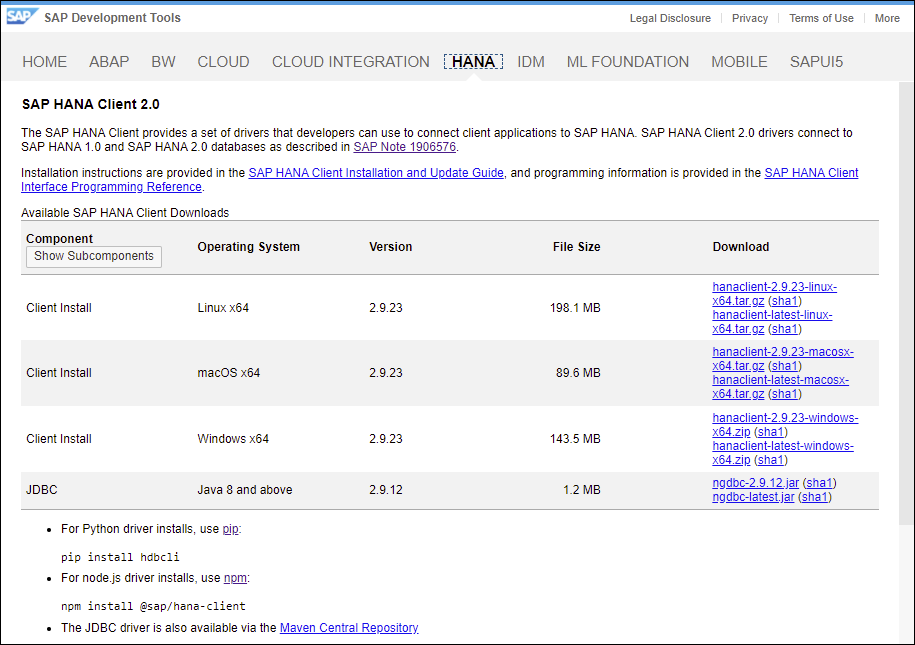 SAP SAP Development Tools Legal Disclosure Privacy Terms of Use More
HOME ABAP BW CLOUD CLOUD INTEGRATION HANA IDM ML FOUNDATION MOBILE SAPUI5
SAP HANA Client 2.0
The SAP HANA Client provides a set of drivers that developers can use to connect client applications to SAP HANA. SAP HANA Client 2.0 drivers connect to
SAP HANA 1.0 and SAP HANA 2.0 databases as described in SAP Note 1906576.
Installation instructions are provided in the SAP HANA Client Installation and Update Guide, and programming information is provided in the SAP HANA Client
Interface Programming Reference.
Available SAP HANA Client Downloads
Component Operating System Version File Size Download
Show Subcomponents
Client Install Linux x64 2.9.23 198.1 MB hanaclient-2.9.23-linux-
x64.tar.gz (sha1)
hanaclient-latest-linux-
x64.tar.gz (sha1)
Client Install macOS x64 2.9.23 89.6 MB hanaclient-2.9.23-macosx-
x64.tar.gz (sha1)
hanaclient-latest-macosx-
x64.tar.gz (sha1)
Client Install Windows x64 2.9.23 143.5 MB hanaclient-2.9.23-windows-
x64.zip (sha1)
hanaclient-latest-windows-
x64.zip (sha1)
JDBC Java 8 and above 2.9.12 1.2 MB ngdbc-2.9.12.jar (sha1)
ngdbc-latest.jar (sha1)
• For Python driver installs, use pip:
pip install hdbcli
• For node.js driver installs, use npm:
npm install @sap/hana-client
• The JDBC driver is also available via the Maven Central Repository